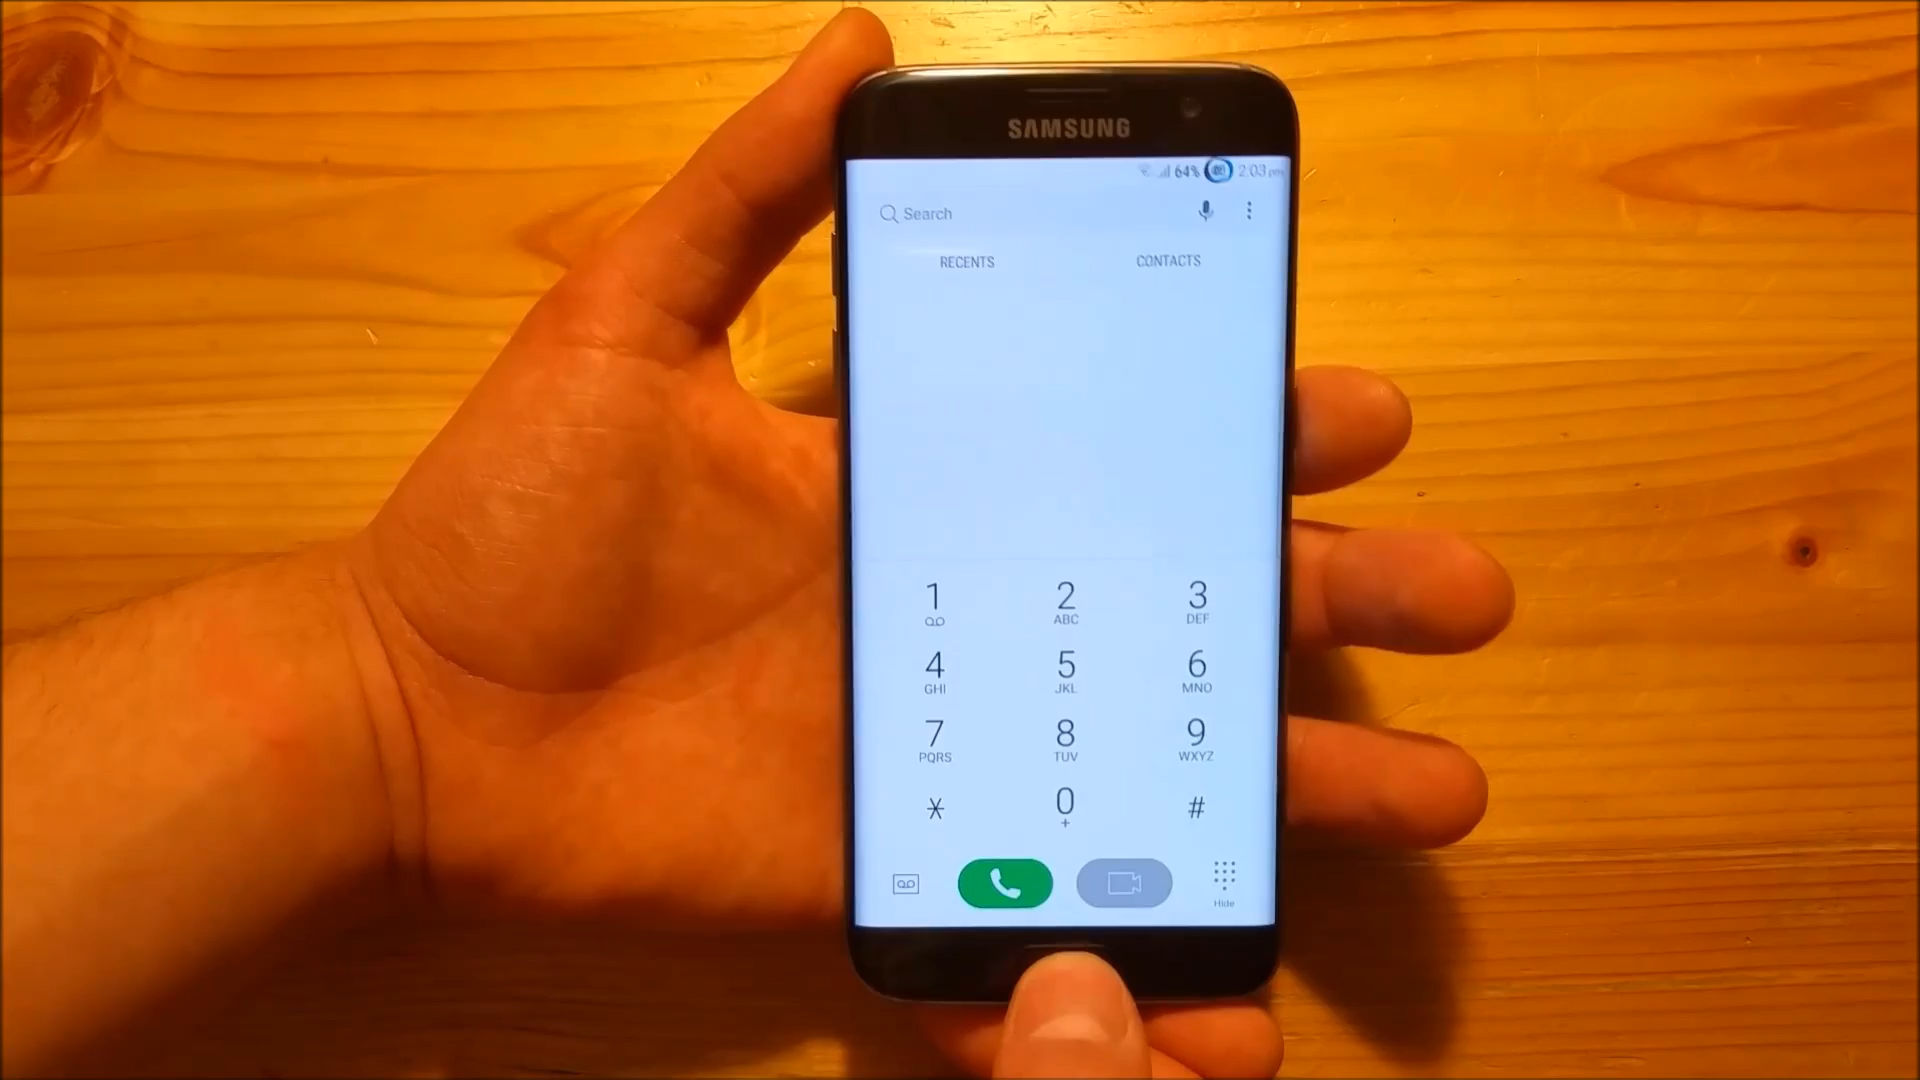 SAMSUNG
64% 2:03 pm
Search
RECENTS CONTACTS
1 2 3
ABC DEF
4 5 6
GHI JKL MNO
7 8 9
PQRS TUV WXYZ
* 0 #
+
Hide